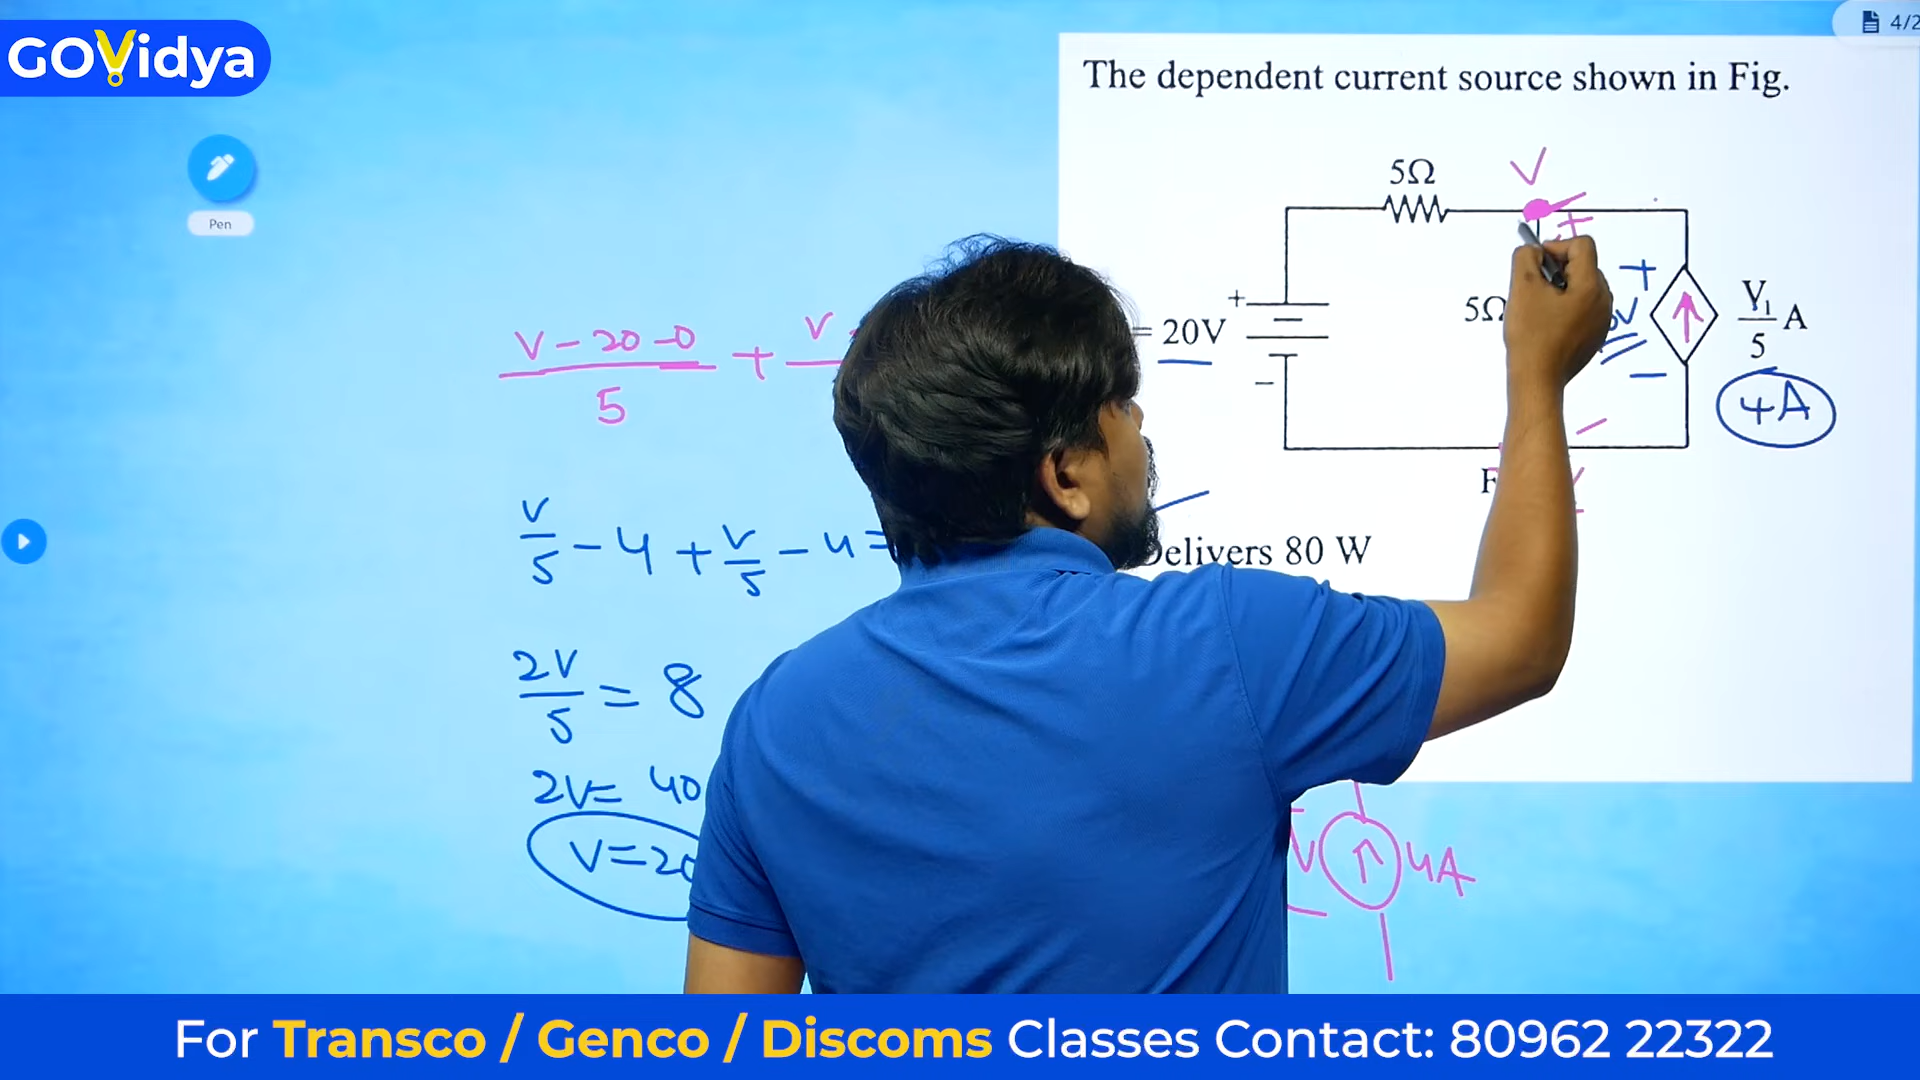 GOVidya
4/2
Pen
The dependent current source shown in Fig.
5Ω
V
+
+
= 20V
5Ω
+
V₁/5 A
4A
−
−
Delivers 80 W
V − 20 − 0 / 5 + V
V/5 − 4 + V/5 − 4 =
2V/5 = 8
2V = 40
V = 20
V
4A
For Transco / Genco / Discoms Classes Contact: 80962 22322